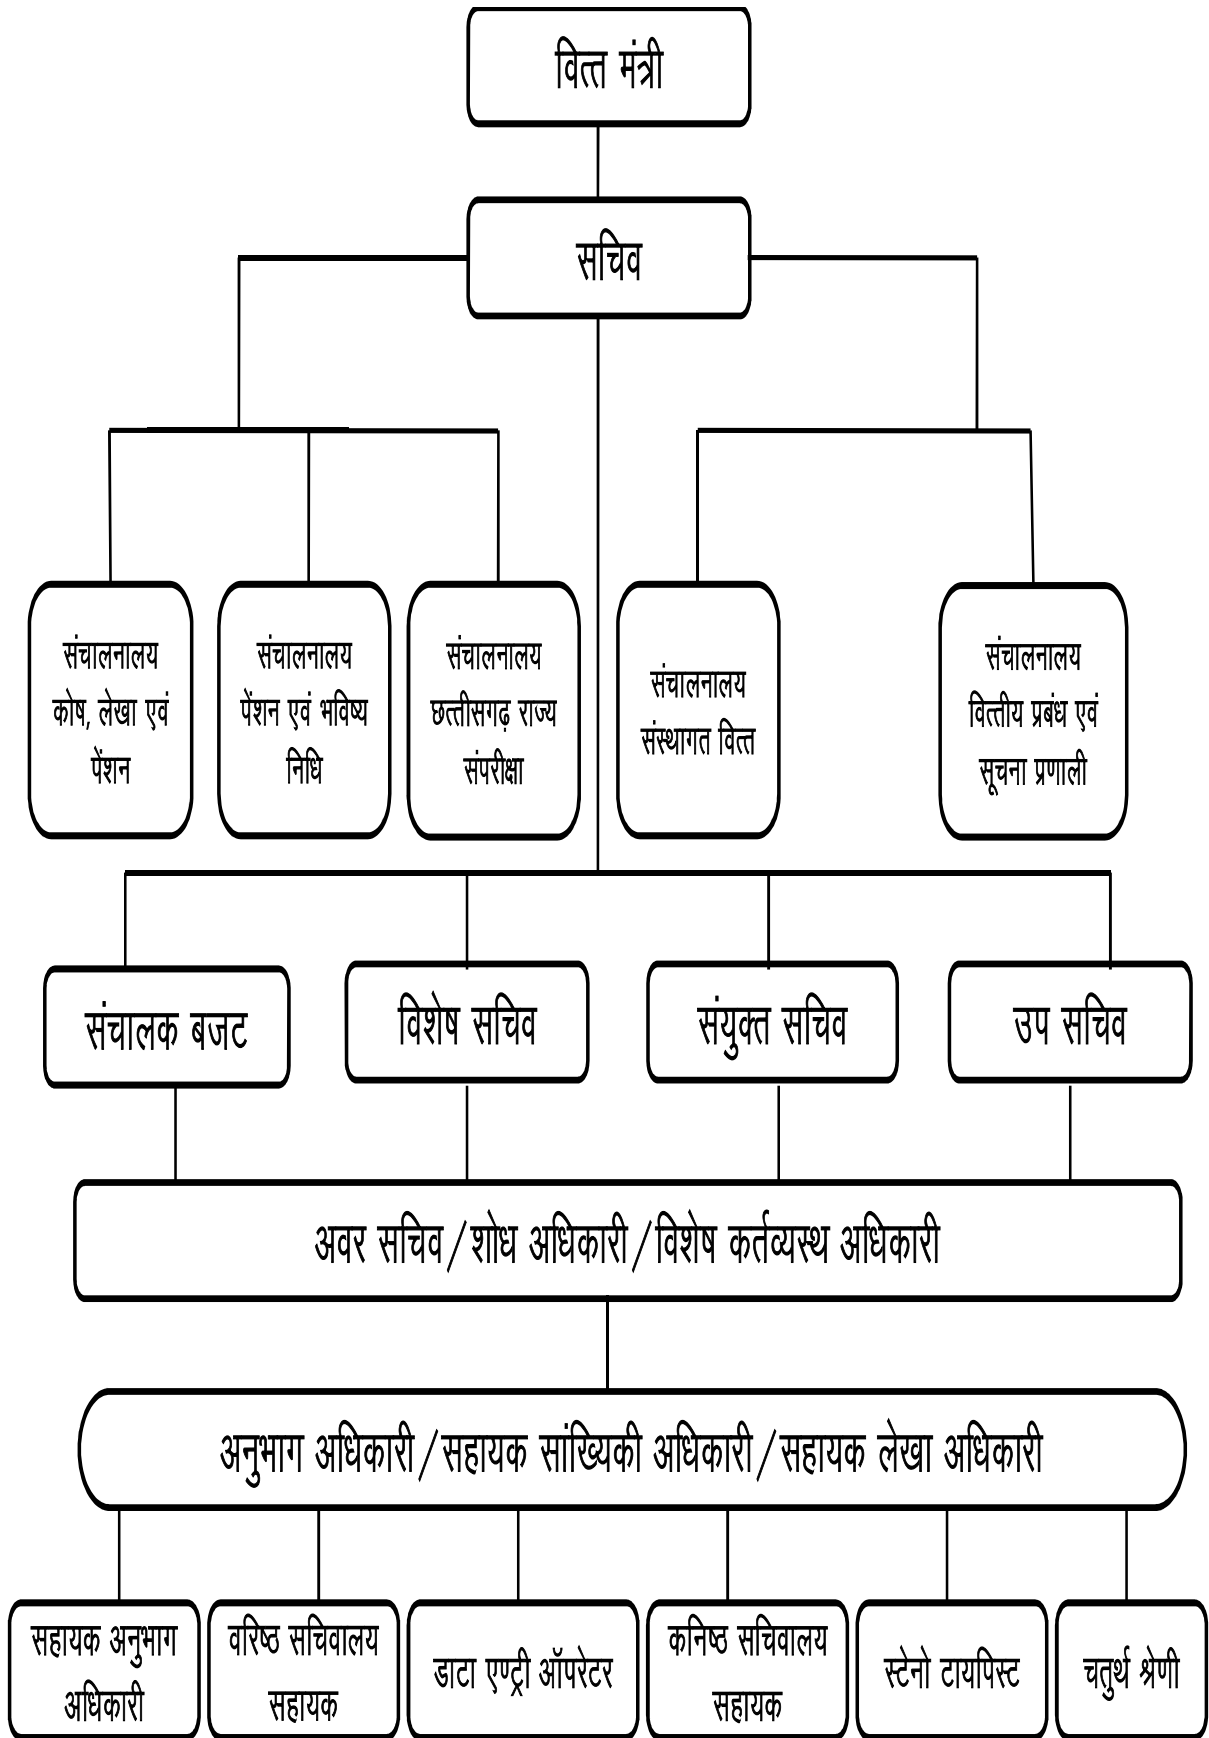 वित्त मंत्री
सचिव
संचालनालय
कोष, लेखा एवं
पेंशन
संचालनालय
पेंशन एवं भविष्य
निधि
संचालनालय
छत्तीसगढ़ राज्य
संपरीक्षा
संचालनालय
संस्थागत वित्त
संचालनालय
वित्तीय प्रबंध एवं
सूचना प्रणाली
संचालक बजट
विशेष सचिव
संयुक्त सचिव
उप सचिव
अवर सचिव/शोध अधिकारी/विशेष कर्तव्यस्थ अधिकारी
अनुभाग अधिकारी/सहायक सांख्यिकी अधिकारी/सहायक लेखा अधिकारी
सहायक अनुभाग
अधिकारी
वरिष्ठ सचिवालय
सहायक
डाटा एण्ट्री ऑपरेटर
कनिष्ठ सचिवालय
सहायक
स्टेनो टायपिस्ट
चतुर्थ श्रेणी